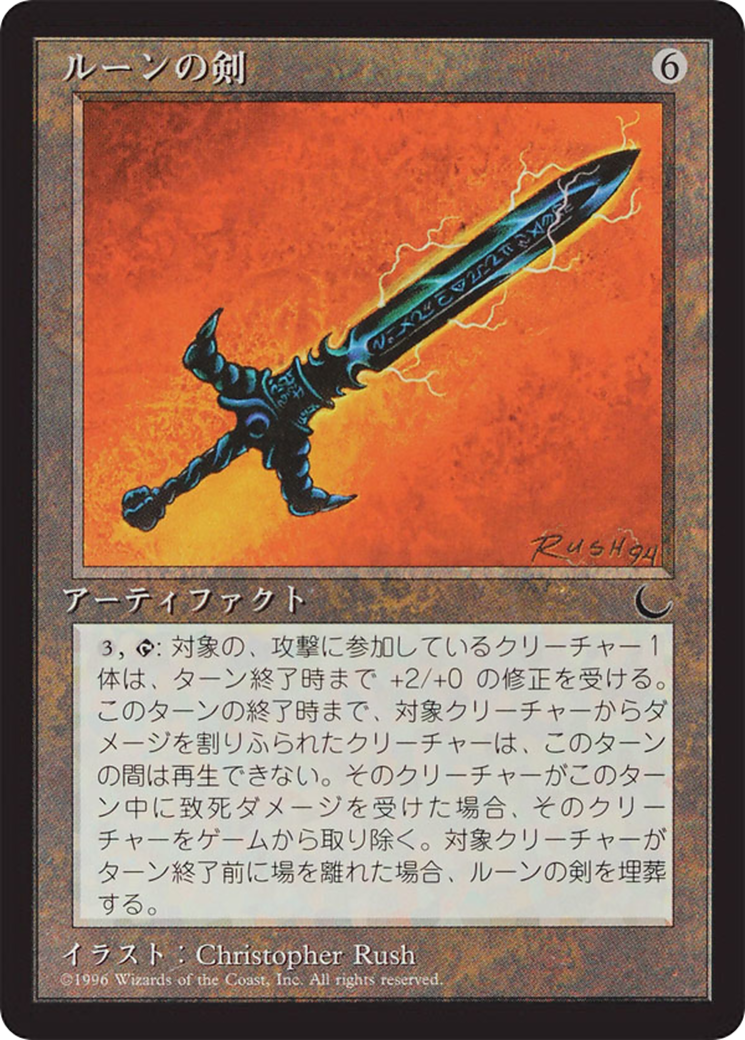 ルーンの剣 6
RUSH 94
アーティファクト
3, : 対象の、攻撃に参加しているクリーチャー1
体は、ターン終了時まで +2/+0 の修正を受ける。
このターンの終了時まで、対象クリーチャーからダ
メージを割りふられたクリーチャーは、このターン
の間は再生できない。そのクリーチャーがこのター
ン中に致死ダメージを受けた場合、そのクリー
チャーをゲームから取り除く。対象クリーチャーが
ターン終了前に場を離れた場合、ルーンの剣を埋葬
する。
イラスト：Christopher Rush
©1996 Wizards of the Coast, Inc. All rights reserved.